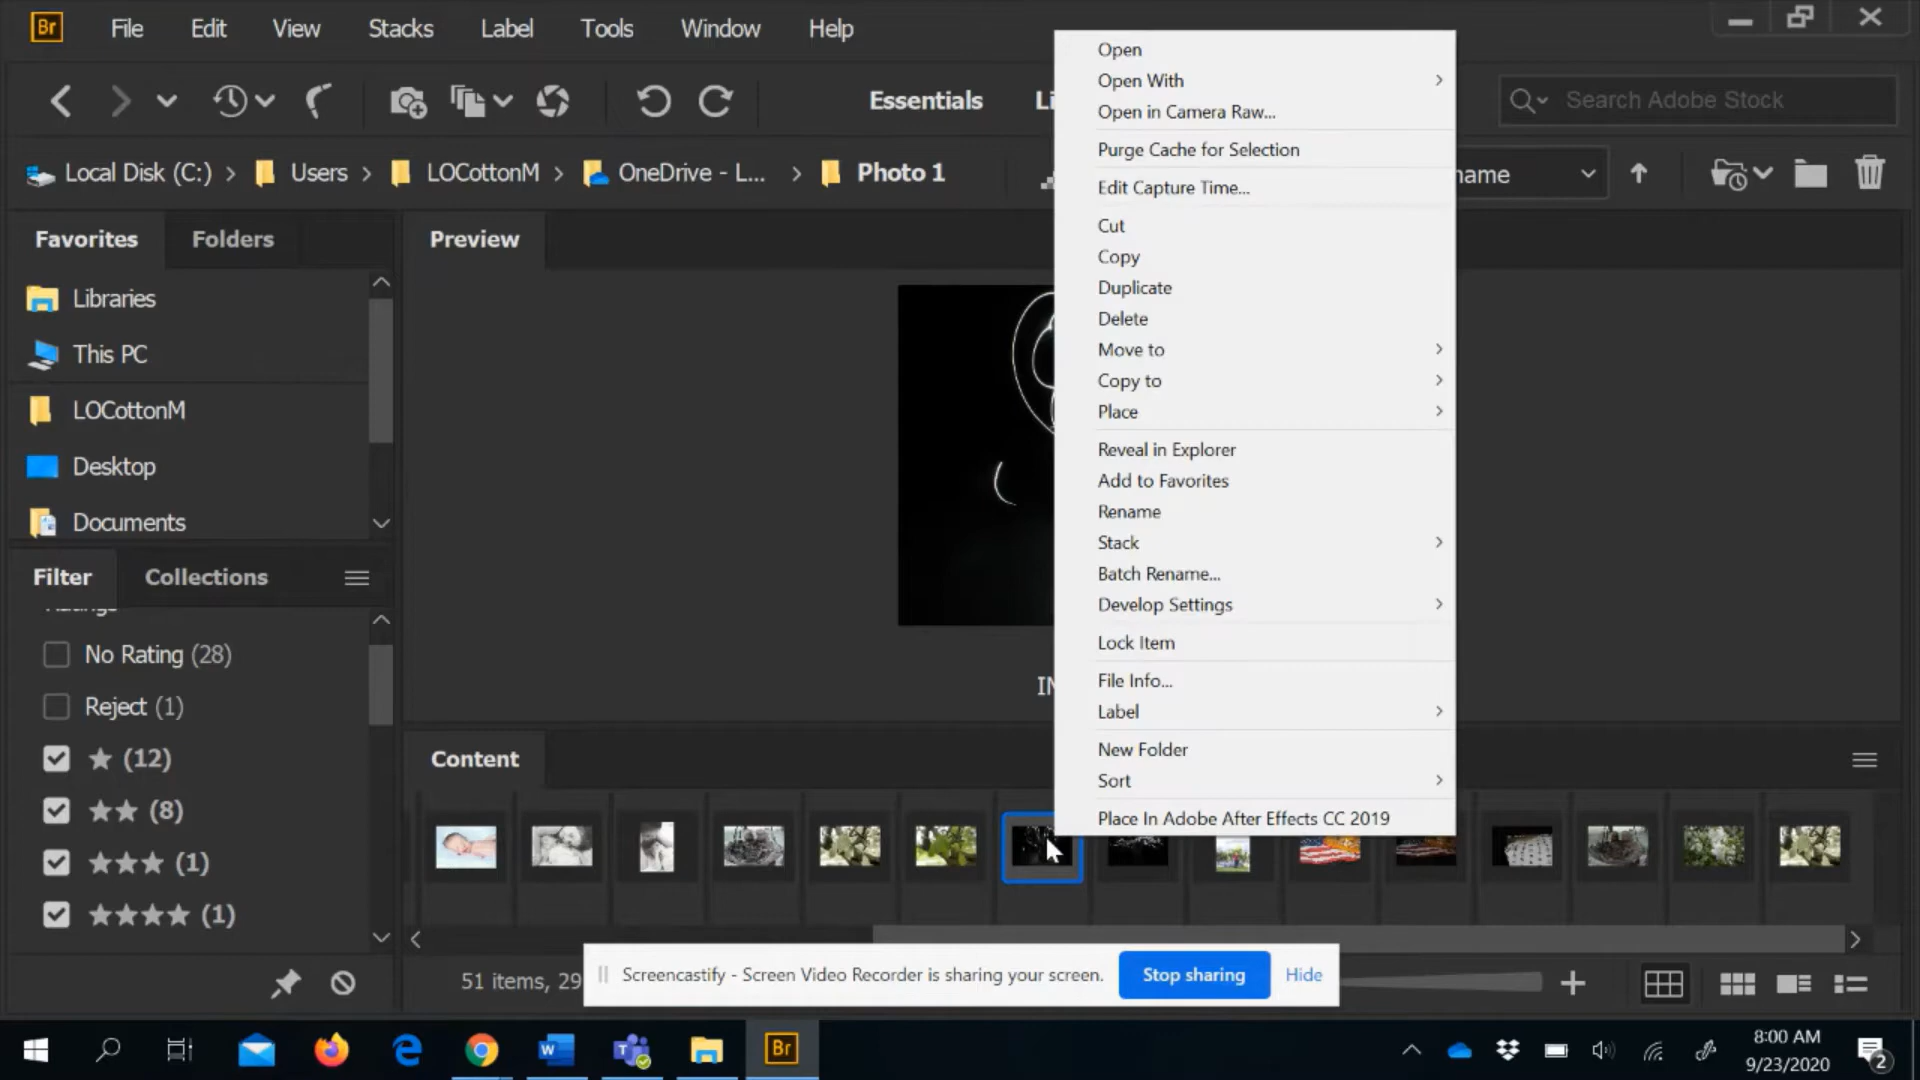 Br File Edit View Stacks Label Tools Window Help
Essentials Li
Search Adobe Stock
Local Disk (C:) Users LOCottonM OneDrive - L... Photo 1
name
Favorites Folders
Libraries
This PC
LOCottonM
Desktop
Documents
Filter Collections
Ratings
No Rating (28)
Reject (1)
(12)
(8)
(1)
(1)
Preview
Content
51 items, 29
Open
Open With
Open in Camera Raw...
Purge Cache for Selection
Edit Capture Time...
Cut
Copy
Duplicate
Delete
Move to
Copy to
Place
Reveal in Explorer
Add to Favorites
Rename
Stack
Batch Rename...
Develop Settings
Lock Item
File Info...
Label
New Folder
Sort
Place In Adobe After Effects CC 2019
Screencastify - Screen Video Recorder is sharing your screen. Stop sharing Hide
Br
8:00 AM
9/23/2020
2